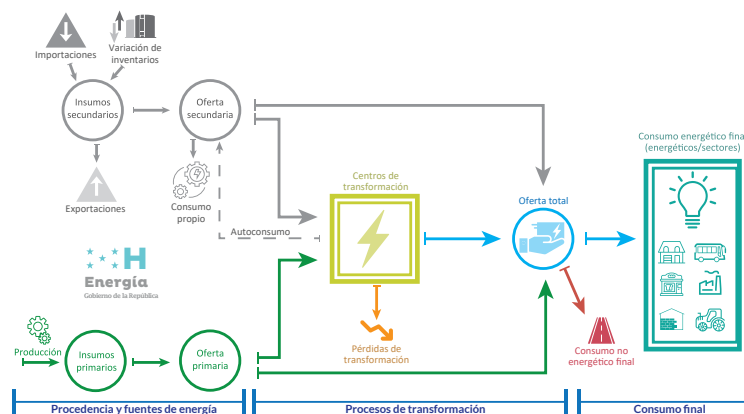 Importaciones
Variación de
inventarios
Insumos
secundarios
Oferta
secundaria
Exportaciones
Consumo
propio
Autoconsumo
Centros de
transformación
Oferta total
Consumo energético fina
(energéticos/sectores)
H
Energía
Gobierno de la República
Producción
Insumos
primarios
Oferta
primaria
Pérdidas de
transformación
Consumo no
energético final
Procedencia y fuentes de energía
Procesos de transformación
Consumo final